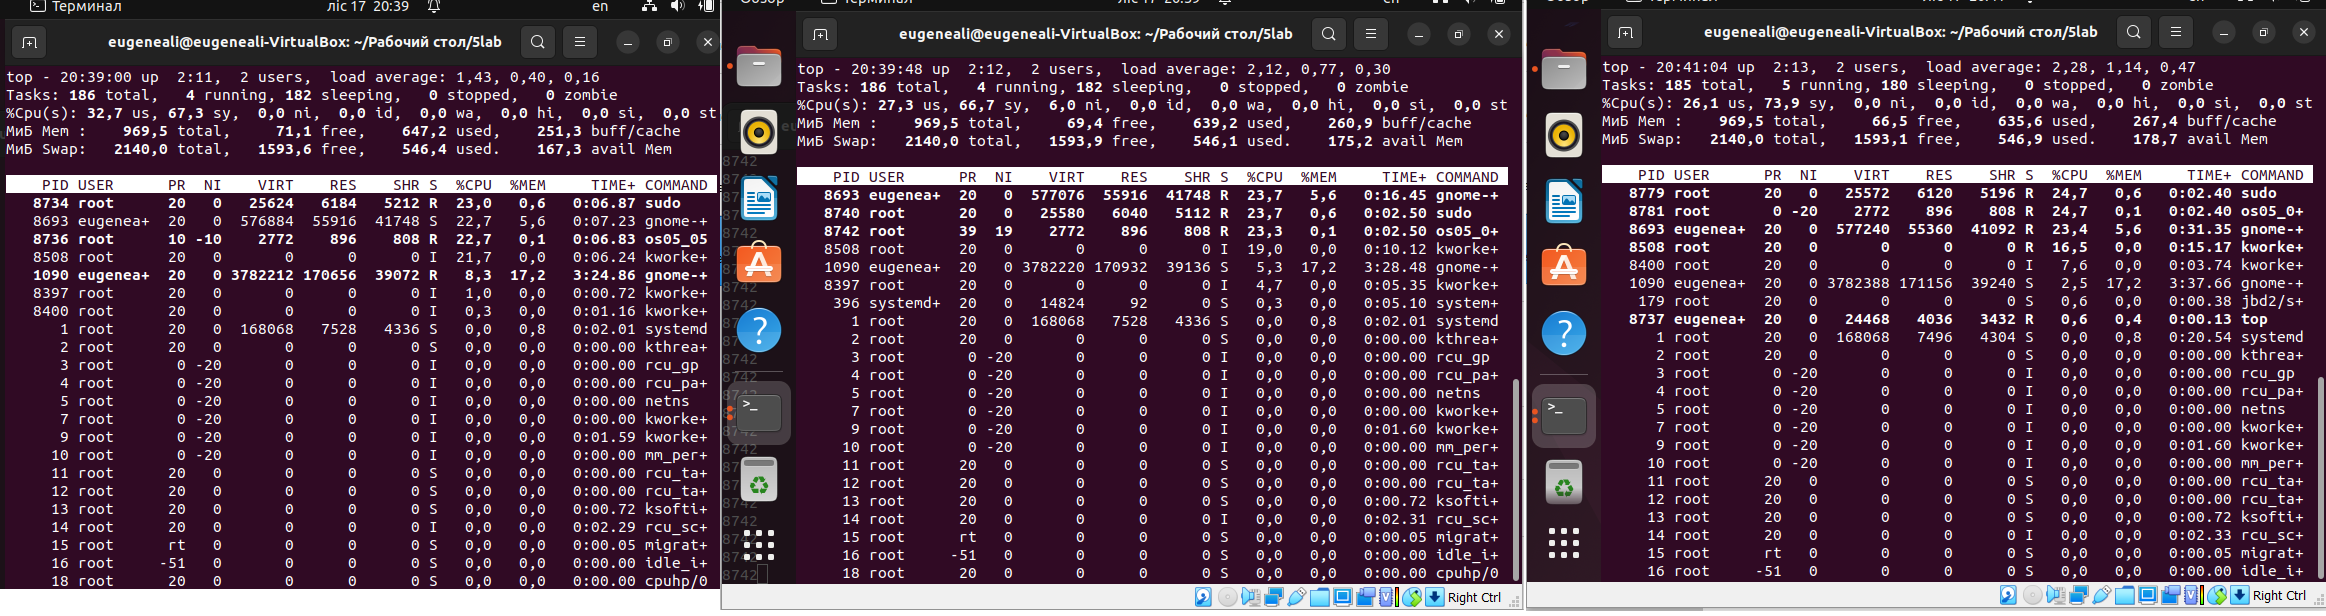 Терминал
ліс 17 20:39
en
eugeneali@eugeneali-VirtualBox: ~/Рабочий стол/5lab
top - 20:39:00 up 2:11, 2 users, load average: 1,43, 0,40, 0,16
Tasks: 186 total, 4 running, 182 sleeping, 0 stopped, 0 zombie
%Cpu(s): 32,7 us, 67,3 sy, 0,0 ni, 0,0 id, 0,0 wa, 0,0 hi, 0,0 si, 0,0 st
МиБ Mem : 969,5 total, 71,1 free, 647,2 used, 251,3 buff/cache
МиБ Swap: 2140,0 total, 1593,6 free, 546,4 used. 167,3 avail Mem
PID USER PR NI VIRT RES SHR S %CPU %MEM TIME+ COMMAND
8734 root 20 0 25624 6184 5212 R 23,0 0,6 0:06.87 sudo
8693 eugenea+ 20 0 576884 55916 41748 S 22,7 5,6 0:07.23 gnome-+
8736 root 10 -10 2772 896 808 R 22,7 0,1 0:06.83 os05_05
8508 root 20 0 0 0 0 I 21,7 0,0 0:06.24 kworke+
1090 eugenea+ 20 0 3782212 170656 39072 R 8,3 17,2 3:24.86 gnome-+
8397 root 20 0 0 0 0 I 1,0 0,0 0:00.72 kworke+
8400 root 20 0 0 0 0 I 0,3 0,0 0:01.16 kworke+
1 root 20 0 168068 7528 4336 S 0,0 0,8 0:02.01 systemd
2 root 20 0 0 0 0 S 0,0 0,0 0:00.00 kthrea+
3 root 0 -20 0 0 0 I 0,0 0,0 0:00.00 rcu_gp
4 root 0 -20 0 0 0 I 0,0 0,0 0:00.00 rcu_pa+
5 root 0 -20 0 0 0 I 0,0 0,0 0:00.00 netns
7 root 0 -20 0 0 0 I 0,0 0,0 0:00.00 kworke+
9 root 0 -20 0 0 0 I 0,0 0,0 0:01.59 kworke+
10 root 0 -20 0 0 0 I 0,0 0,0 0:00.00 mm_per+
11 root 20 0 0 0 0 S 0,0 0,0 0:00.00 rcu_ta+
12 root 20 0 0 0 0 S 0,0 0,0 0:00.00 rcu_ta+
13 root 20 0 0 0 0 S 0,0 0,0 0:00.72 ksofti+
14 root 20 0 0 0 0 I 0,0 0,0 0:02.29 rcu_sc+
15 root rt 0 0 0 0 S 0,0 0,0 0:00.05 migrat+
16 root -51 0 0 0 0 S 0,0 0,0 0:00.00 idle_i+
18 root 20 0 0 0 0 S 0,0 0,0 0:00.00 cpuhp/0
eugeneali@eugeneali-VirtualBox: ~/Рабочий стол/5lab
top - 20:39:48 up 2:12, 2 users, load average: 2,12, 0,77, 0,30
Tasks: 186 total, 4 running, 182 sleeping, 0 stopped, 0 zombie
%Cpu(s): 27,3 us, 66,7 sy, 6,0 ni, 0,0 id, 0,0 wa, 0,0 hi, 0,0 si, 0,0 st
МиБ Mem : 969,5 total, 69,4 free, 639,2 used, 260,9 buff/cache
МиБ Swap: 2140,0 total, 1593,9 free, 546,1 used. 175,2 avail Mem
PID USER PR NI VIRT RES SHR S %CPU %MEM TIME+ COMMAND
8693 eugenea+ 20 0 577076 55916 41748 R 23,7 5,6 0:16.45 gnome-+
8740 root 20 0 25580 6040 5112 R 23,7 0,6 0:02.50 sudo
8742 root 39 19 2772 896 808 R 23,3 0,1 0:02.50 os05_0+
8508 root 20 0 0 0 0 I 19,0 0,0 0:10.12 kworke+
1090 eugenea+ 20 0 3782220 170932 39136 S 5,3 17,2 3:28.48 gnome-+
8397 root 20 0 0 0 0 I 4,7 0,0 0:05.35 kworke+
396 systemd+ 20 0 14824 92 0 S 0,3 0,0 0:05.10 system+
1 root 20 0 168068 7528 4336 S 0,0 0,8 0:02.01 systemd
2 root 20 0 0 0 0 S 0,0 0,0 0:00.00 kthrea+
3 root 0 -20 0 0 0 I 0,0 0,0 0:00.00 rcu_gp
4 root 0 -20 0 0 0 I 0,0 0,0 0:00.00 rcu_pa+
5 root 0 -20 0 0 0 I 0,0 0,0 0:00.00 netns
7 root 0 -20 0 0 0 I 0,0 0,0 0:00.00 kworke+
9 root 0 -20 0 0 0 I 0,0 0,0 0:01.60 kworke+
10 root 0 -20 0 0 0 I 0,0 0,0 0:00.00 mm_per+
11 root 20 0 0 0 0 S 0,0 0,0 0:00.00 rcu_ta+
12 root 20 0 0 0 0 S 0,0 0,0 0:00.00 rcu_ta+
13 root 20 0 0 0 0 S 0,0 0,0 0:00.72 ksofti+
14 root 20 0 0 0 0 I 0,0 0,0 0:02.31 rcu_sc+
15 root rt 0 0 0 0 S 0,0 0,0 0:00.05 migrat+
16 root -51 0 0 0 0 S 0,0 0,0 0:00.00 idle_i+
18 root 20 0 0 0 0 S 0,0 0,0 0:00.00 cpuhp/0
Right Ctrl
eugeneali@eugeneali-VirtualBox: ~/Рабочий стол/5lab
top - 20:41:04 up 2:13, 2 users, load average: 2,28, 1,14, 0,47
Tasks: 185 total, 5 running, 180 sleeping, 0 stopped, 0 zombie
%Cpu(s): 26,1 us, 73,9 sy, 0,0 ni, 0,0 id, 0,0 wa, 0,0 hi, 0,0 si, 0,0 st
МиБ Mem : 969,5 total, 66,5 free, 635,6 used, 267,4 buff/cache
МиБ Swap: 2140,0 total, 1593,1 free, 546,9 used. 178,7 avail Mem
PID USER PR NI VIRT RES SHR S %CPU %MEM TIME+ COMMAND
8779 root 20 0 25572 6120 5196 R 24,7 0,6 0:02.40 sudo
8781 root 0 -20 2772 896 808 R 24,7 0,1 0:02.40 os05_0+
8693 eugenea+ 20 0 577240 55360 41092 R 23,4 5,6 0:31.35 gnome-+
8508 root 20 0 0 0 0 R 16,5 0,0 0:15.17 kworke+
8400 root 20 0 0 0 0 I 7,6 0,0 0:03.74 kworke+
1090 eugenea+ 20 0 3782388 171156 39240 S 2,5 17,2 3:37.66 gnome-+
179 root 20 0 0 0 0 S 0,6 0,0 0:00.38 jbd2/s+
8737 eugenea+ 20 0 24468 4036 3432 R 0,6 0,4 0:00.13 top
1 root 20 0 168068 7496 4304 S 0,0 0,8 0:20.54 systemd
2 root 20 0 0 0 0 S 0,0 0,0 0:00.00 kthrea+
3 root 0 -20 0 0 0 I 0,0 0,0 0:00.00 rcu_gp
4 root 0 -20 0 0 0 I 0,0 0,0 0:00.00 rcu_pa+
5 root 0 -20 0 0 0 I 0,0 0,0 0:00.00 netns
7 root 0 -20 0 0 0 I 0,0 0,0 0:00.00 kworke+
9 root 0 -20 0 0 0 I 0,0 0,0 0:01.60 kworke+
10 root 0 -20 0 0 0 I 0,0 0,0 0:00.00 mm_per+
11 root 20 0 0 0 0 S 0,0 0,0 0:00.00 rcu_ta+
12 root 20 0 0 0 0 S 0,0 0,0 0:00.00 rcu_ta+
13 root 20 0 0 0 0 S 0,0 0,0 0:00.72 ksofti+
14 root 20 0 0 0 0 I 0,0 0,0 0:02.33 rcu_sc+
15 root rt 0 0 0 0 S 0,0 0,0 0:00.05 migrat+
16 root -51 0 0 0 0 S 0,0 0,0 0:00.00 idle_i+
Right Ctrl